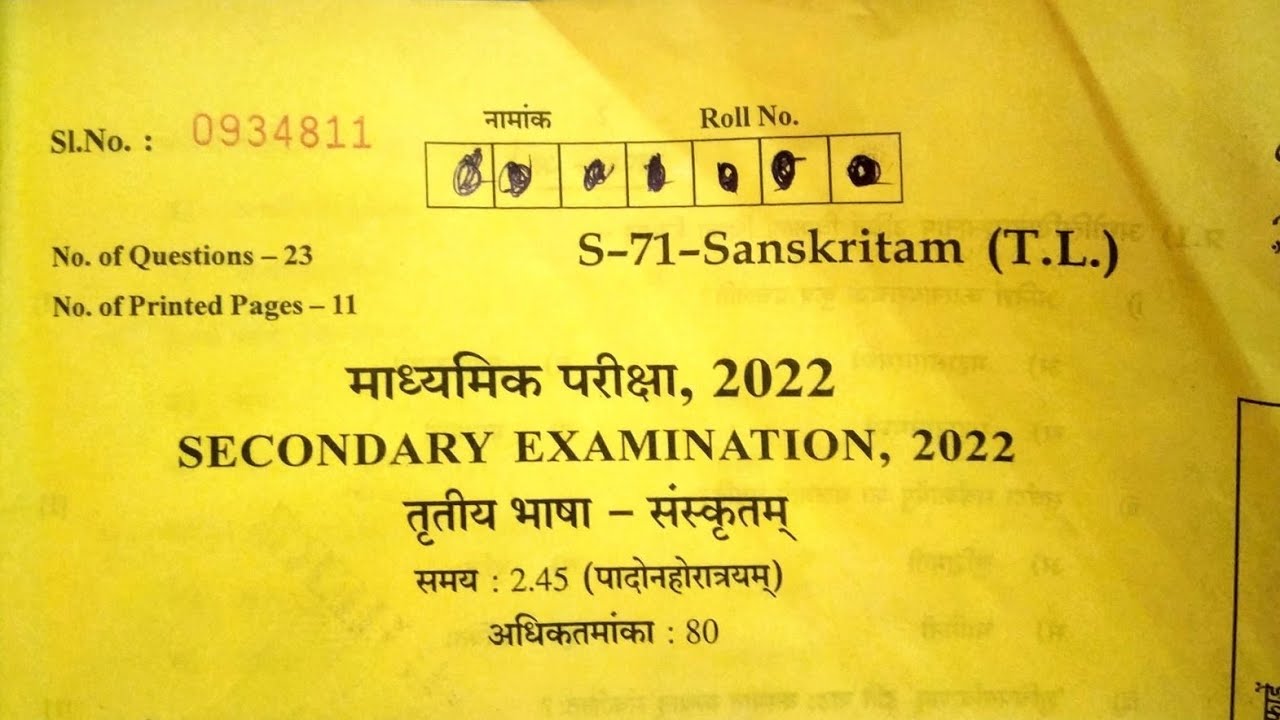 नामांक Roll No.
Sl.No. : 0934811
No. of Questions – 23
S–71–Sanskritam (T.L.)
No. of Printed Pages – 11
माध्यमिक परीक्षा, 2022
SECONDARY EXAMINATION, 2022
तृतीय भाषा – संस्कृतम्
समय : 2.45 (पादोनहोरात्रयम्)
अधिकतमांका : 80